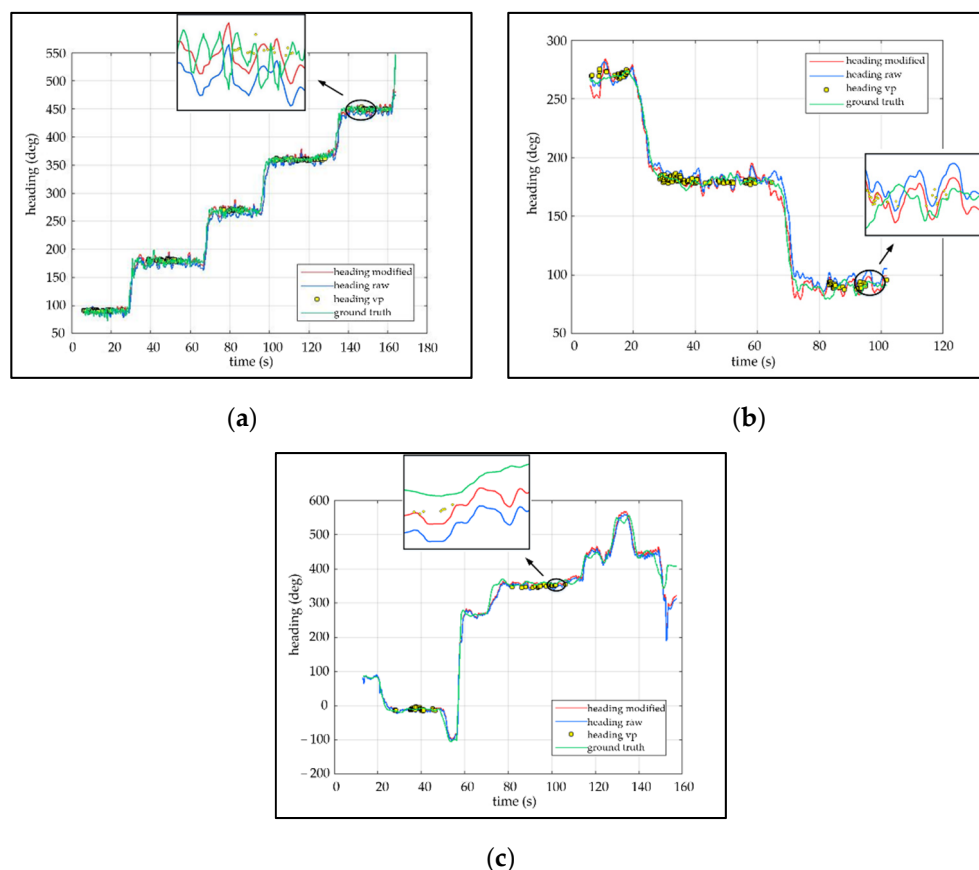 550
500
450
400
350
300
250
200
150
100
50
heading (deg)
heading modified
heading raw
heading vp
ground truth
0 20 40 60 80 100 120 140 160 180
time (s)
(a)
300
250
200
150
100
50
heading (deg)
heading modified
heading raw
heading vp
ground truth
0 20 40 60 80 100 120
time (s)
(b)
600
500
400
300
200
100
0
−100
−200
heading (deg)
heading modified
heading raw
heading vp
ground truth
0 20 40 60 80 100 120 140 160
time (s)
(c)